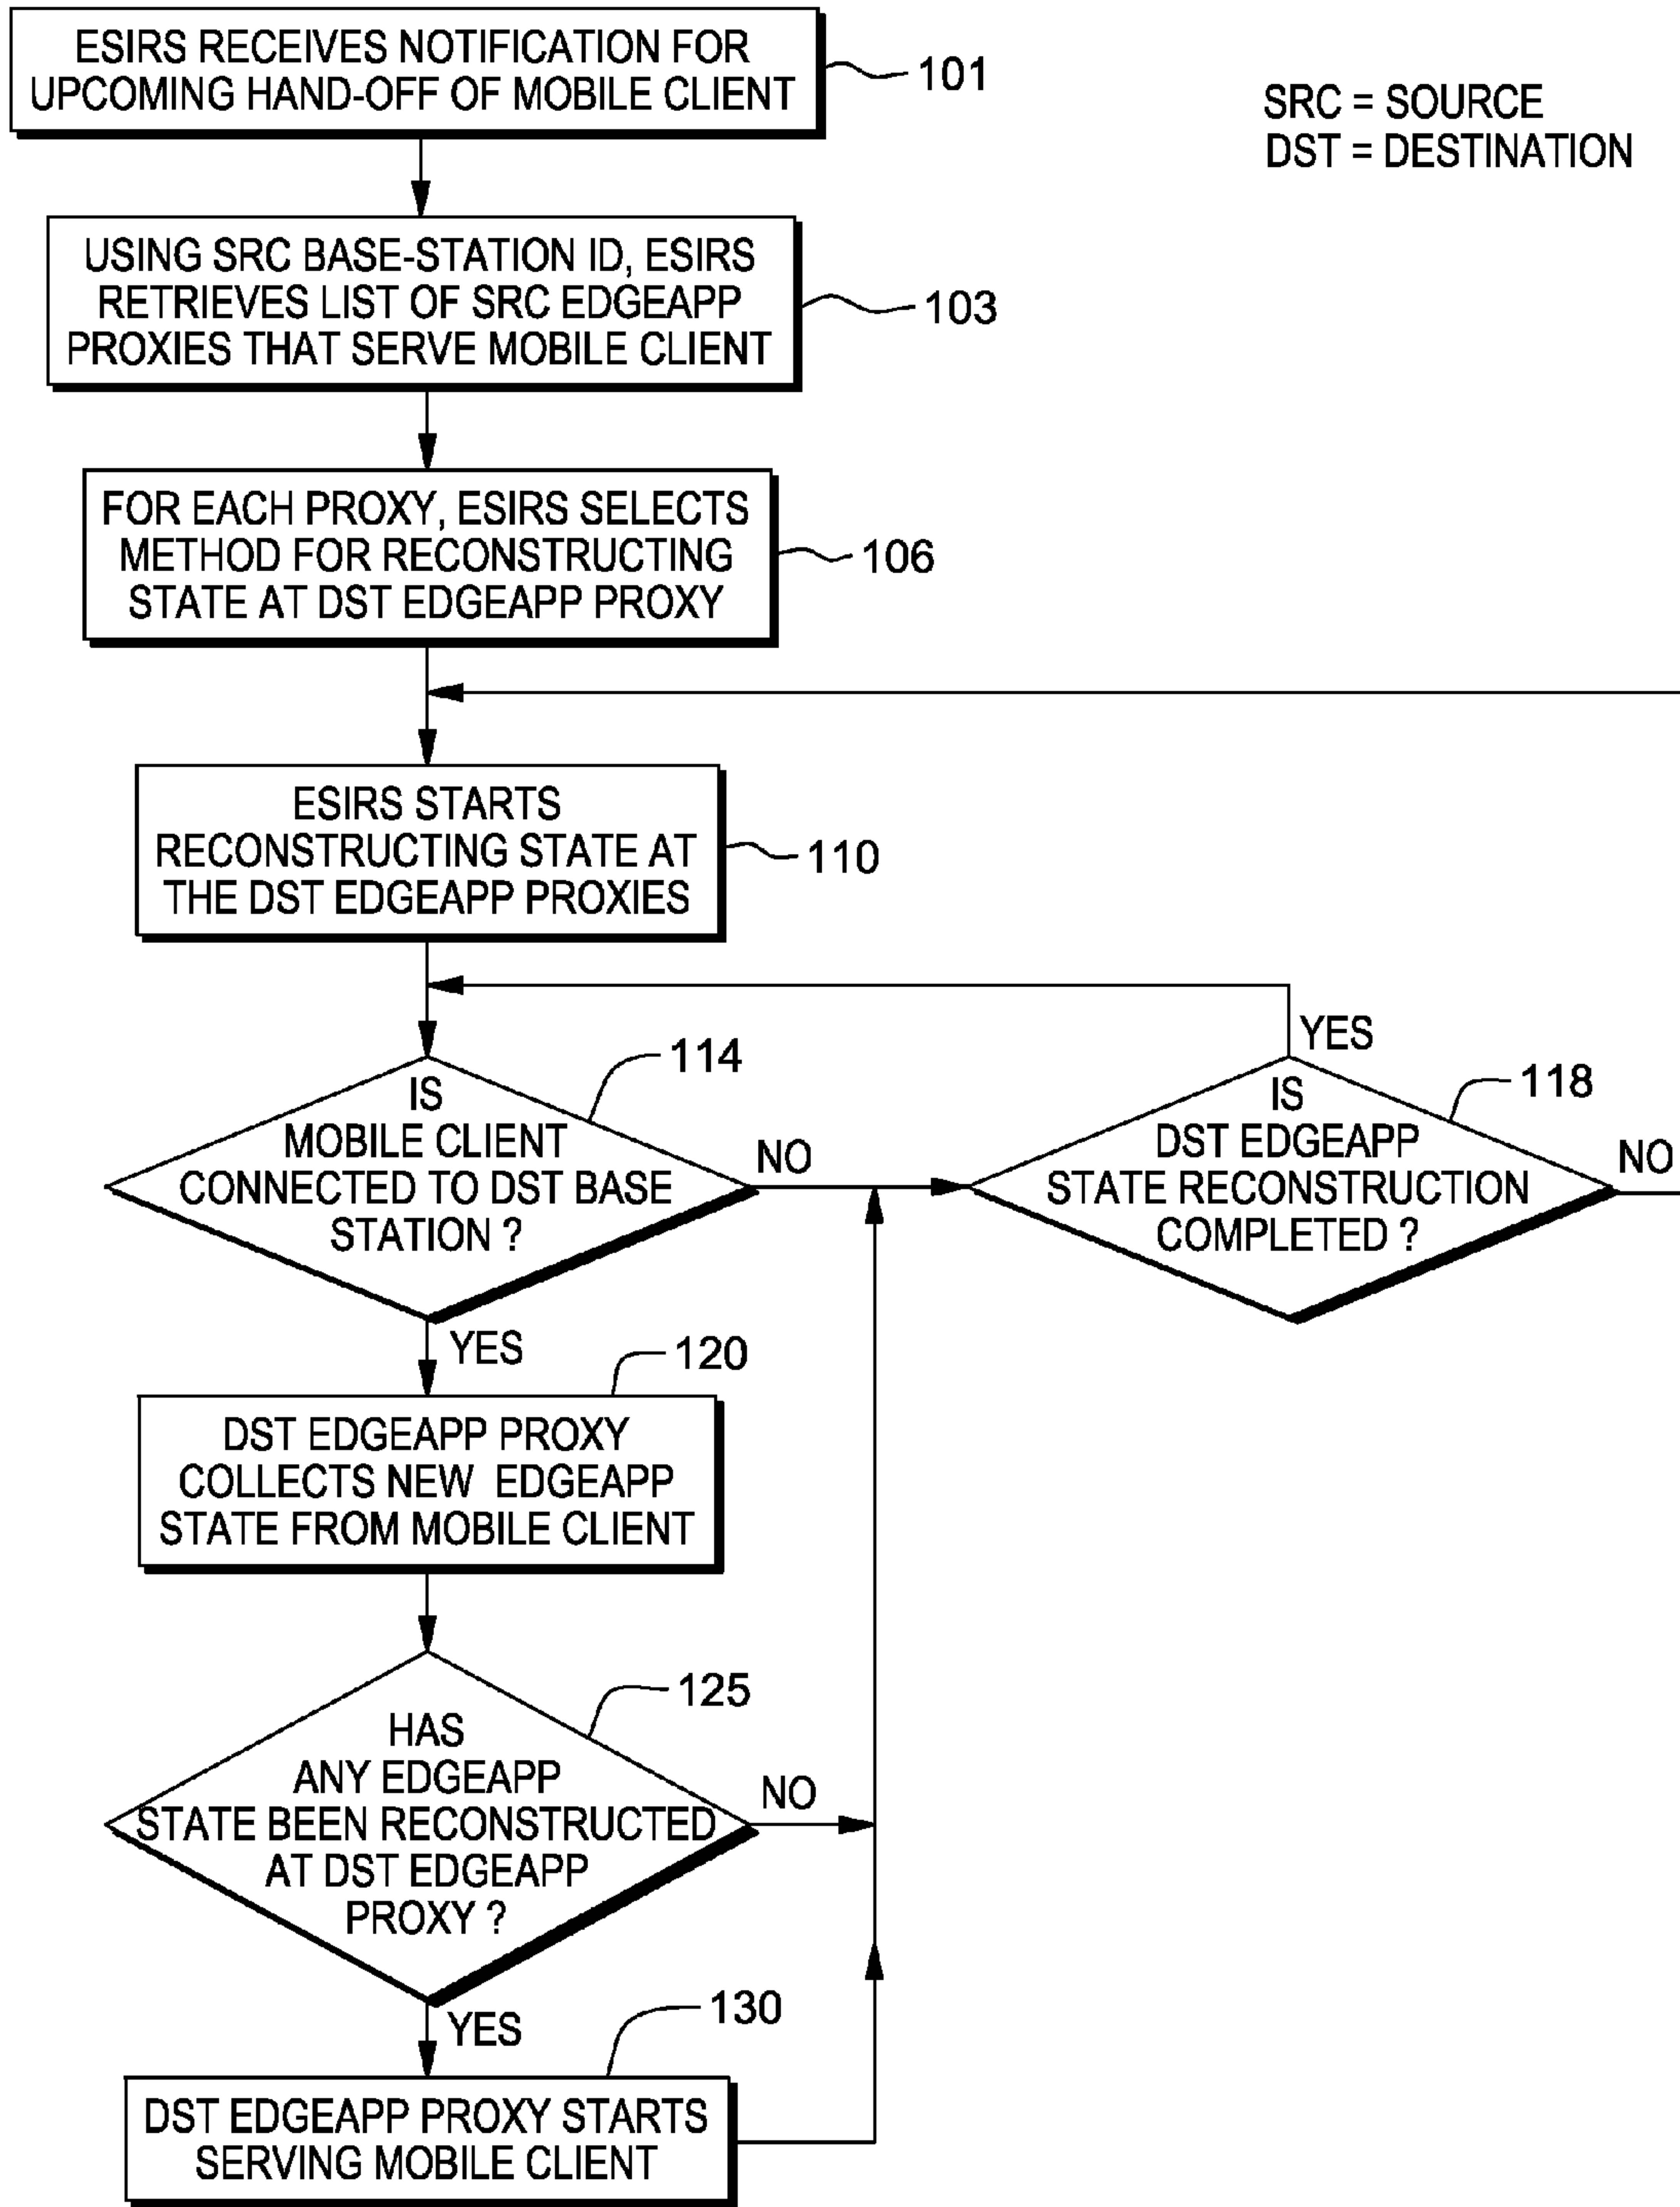 ESIRS RECEIVES NOTIFICATION FOR
UPCOMING HAND-OFF OF MOBILE CLIENT
101
SRC = SOURCE
DST = DESTINATION
USING SRC BASE-STATION ID, ESIRS
RETRIEVES LIST OF SRC EDGEAPP
PROXIES THAT SERVE MOBILE CLIENT
103
FOR EACH PROXY, ESIRS SELECTS
METHOD FOR RECONSTRUCTING
STATE AT DST EDGEAPP PROXY
106
ESIRS STARTS
RECONSTRUCTING STATE AT
THE DST EDGEAPP PROXIES
110
IS
MOBILE CLIENT
CONNECTED TO DST BASE
STATION ?
114
NO
YES
IS
DST EDGEAPP
STATE RECONSTRUCTION
COMPLETED ?
118
YES
NO
DST EDGEAPP PROXY
COLLECTS NEW EDGEAPP
STATE FROM MOBILE CLIENT
120
HAS
ANY EDGEAPP
STATE BEEN RECONSTRUCTED
AT DST EDGEAPP
PROXY ?
125
NO
YES
DST EDGEAPP PROXY STARTS
SERVING MOBILE CLIENT
130